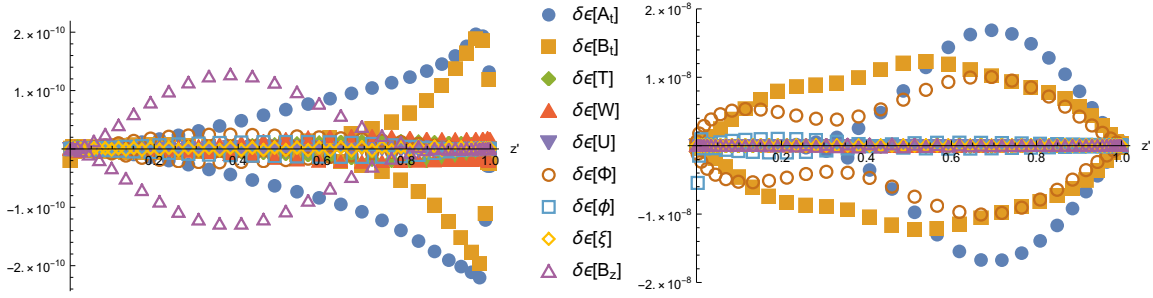 2.×10⁻¹⁰
1.×10⁻¹⁰
-1.×10⁻¹⁰
-2.×10⁻¹⁰
0.2 0.4 0.6 0.8 1.0
z'
δϵ[Aₜ]
δϵ[Bₜ]
δϵ[T]
δϵ[W]
δϵ[U]
δϵ[Φ]
δϵ[ϕ]
δϵ[ξ]
δϵ[B_z]
2.×10⁻⁸
1.×10⁻⁸
-1.×10⁻⁸
-2.×10⁻⁸
0.2 0.4 0.6 0.8 1.0
z'